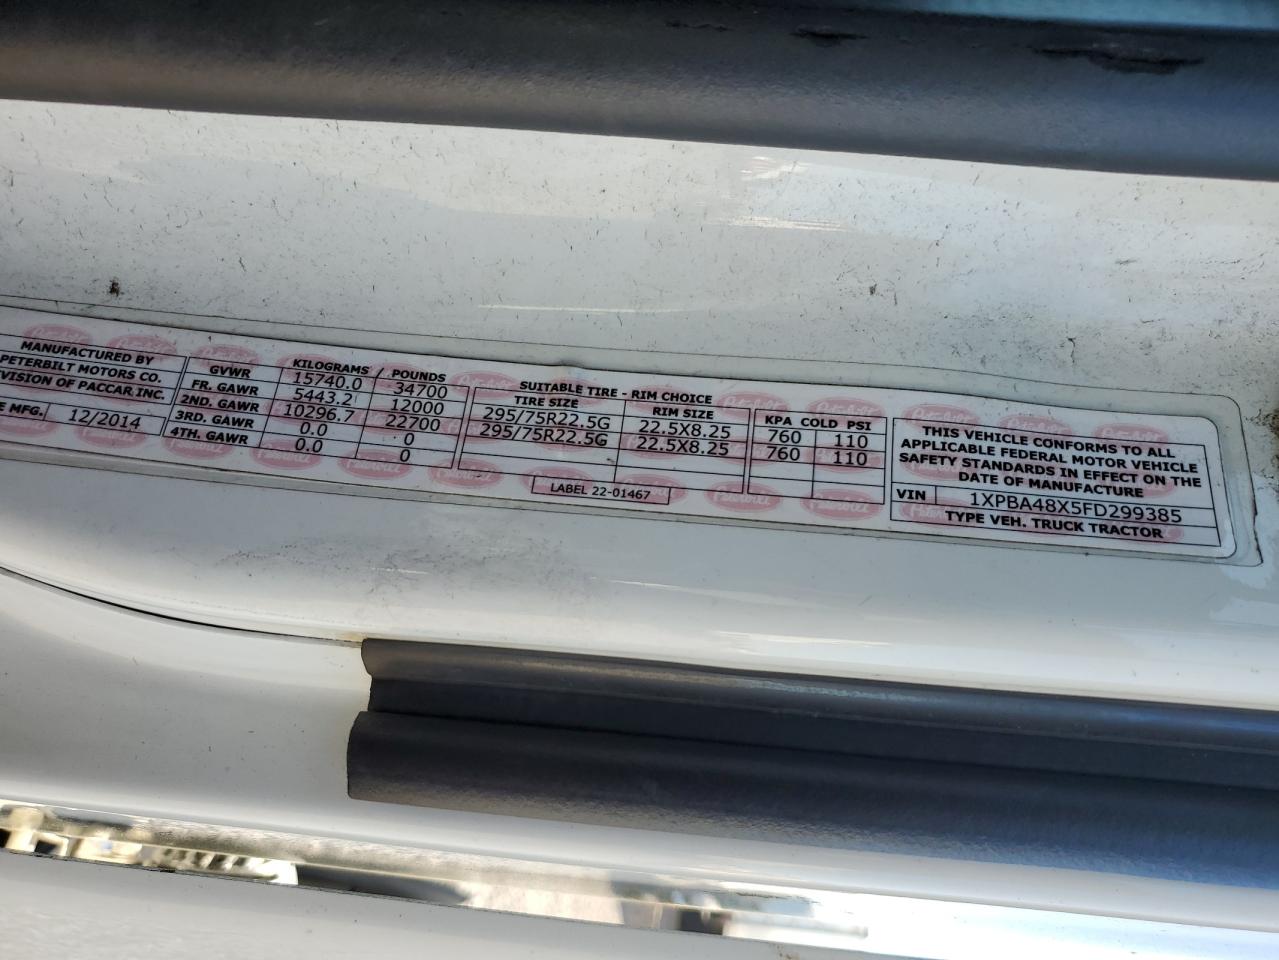 MANUFACTURED BY
PETERBILT MOTORS CO.
VISION OF PACCAR INC.
E MFG. 12/2014
KILOGRAMS / POUNDS
GVWR 15740.0 34700
FR. GAWR 5443.2 12000
2ND. GAWR 10296.7 22700
3RD. GAWR 0.0 0
4TH. GAWR 0.0 0
SUITABLE TIRE - RIM CHOICE
TIRE SIZE RIM SIZE KPA COLD PSI
295/75R22.5G 22.5X8.25 760 110
295/75R22.5G 22.5X8.25 760 110
LABEL 22-01467
THIS VEHICLE CONFORMS TO ALL
APPLICABLE FEDERAL MOTOR VEHICLE
SAFETY STANDARDS IN EFFECT ON THE
DATE OF MANUFACTURE
VIN 1XPBA48X5FD299385
TYPE VEH. TRUCK TRACTOR